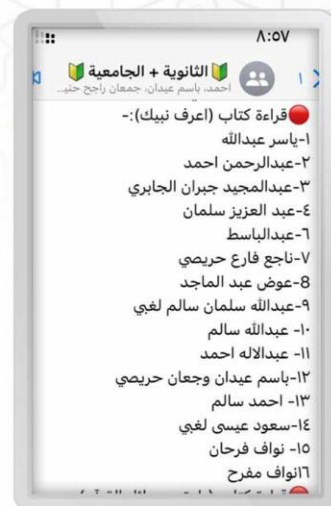 ٨:٥٧
١
🔰الثانوية + الجامعية🔰
احمد، باسم عيدان، جمعان راجح حنيـ...
🔴قراءة كتاب (اعرف نبيك):-
١-ياسر عبدالله
٢-عبدالرحمن احمد
٣-عبدالمجيد جبران الجابري
٤-عبد العزيز سلمان
٦-عبدالباسط
٧-ناجع فارع حريصي
8-عوض عبد الماجد
٩-عبدالله سلمان سالم لغبي
١٠- عبدالله سالم
١١- عبدالاله احمد
١٢-باسم عيدان وجعان حريصي
١٣- احمد سالم
١٤-سعود عيسى لغبي
١٥- نواف فرحان
١٦نواف مفرح